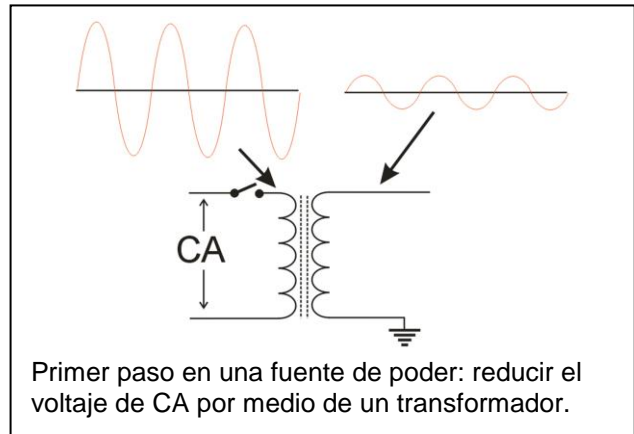 CA
Primer paso en una fuente de poder: reducir el
voltaje de CA por medio de un transformador.